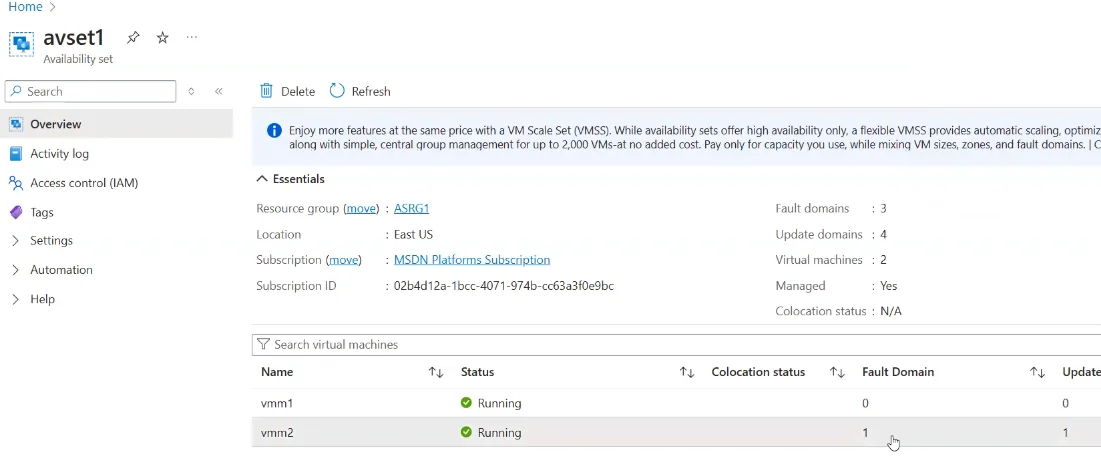 Home >
avset1 ...
Availability set
Search
Overview
Activity log
Access control (IAM)
Tags
Settings
Automation
Help
Delete Refresh
Enjoy more features at the same price with a VM Scale Set (VMSS). While availability sets offer high availability only, a flexible VMSS provides automatic scaling, optimiz
along with simple, central group management for up to 2,000 VMs-at no added cost. Pay only for capacity you use, while mixing VM sizes, zones, and fault domains. | C
Essentials
Resource group (move) : ASRG1
Location : East US
Subscription (move) : MSDN Platforms Subscription
Subscription ID : 02b4d12a-1bcc-4071-974b-cc63a3f0e9bc
Fault domains : 3
Update domains : 4
Virtual machines : 2
Managed : Yes
Colocation status : N/A
Search virtual machines
Name Status Colocation status Fault Domain Update
vmm1 Running 0 0
vmm2 Running 1 1